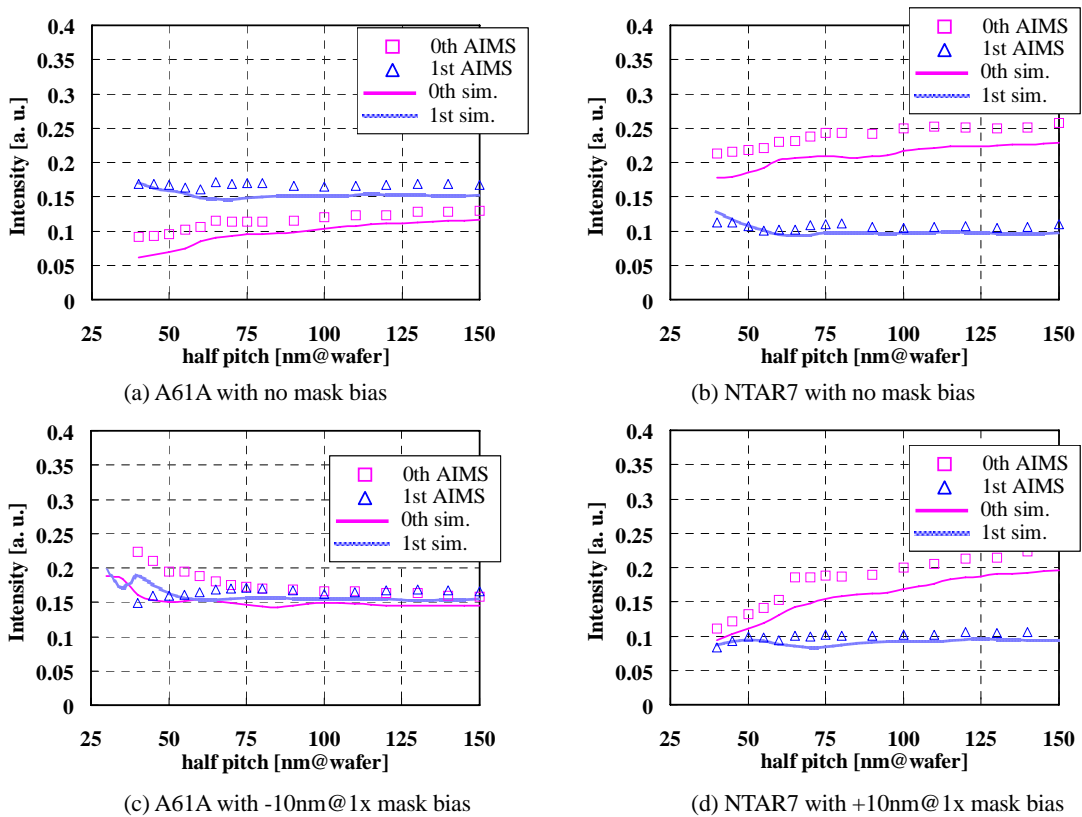 0.4
0.35
0.3
0.25
0.2
0.15
0.1
0.05
0
Intensity [a. u.]
0th AIMS
1st AIMS
0th sim.
1st sim.
25 50 75 100 125 150
half pitch [nm@wafer]
(a) A61A with no mask bias
0.4
0.35
0.3
0.25
0.2
0.15
0.1
0.05
0
Intensity [a. u.]
0th AIMS
1st AIMS
0th sim.
1st sim.
25 50 75 100 125 150
half pitch [nm@wafer]
(b) NTAR7 with no mask bias
0.4
0.35
0.3
0.25
0.2
0.15
0.1
0.05
0
Intensity [a. u.]
0th AIMS
1st AIMS
0th sim.
1st sim.
25 50 75 100 125 150
half pitch [nm@wafer]
(c) A61A with -10nm@1x mask bias
0.4
0.35
0.3
0.25
0.2
0.15
0.1
0.05
0
Intensity [a. u.]
0th AIMS
1st AIMS
0th sim.
1st sim.
25 50 75 100 125 150
half pitch [nm@wafer]
(d) NTAR7 with +10nm@1x mask bias